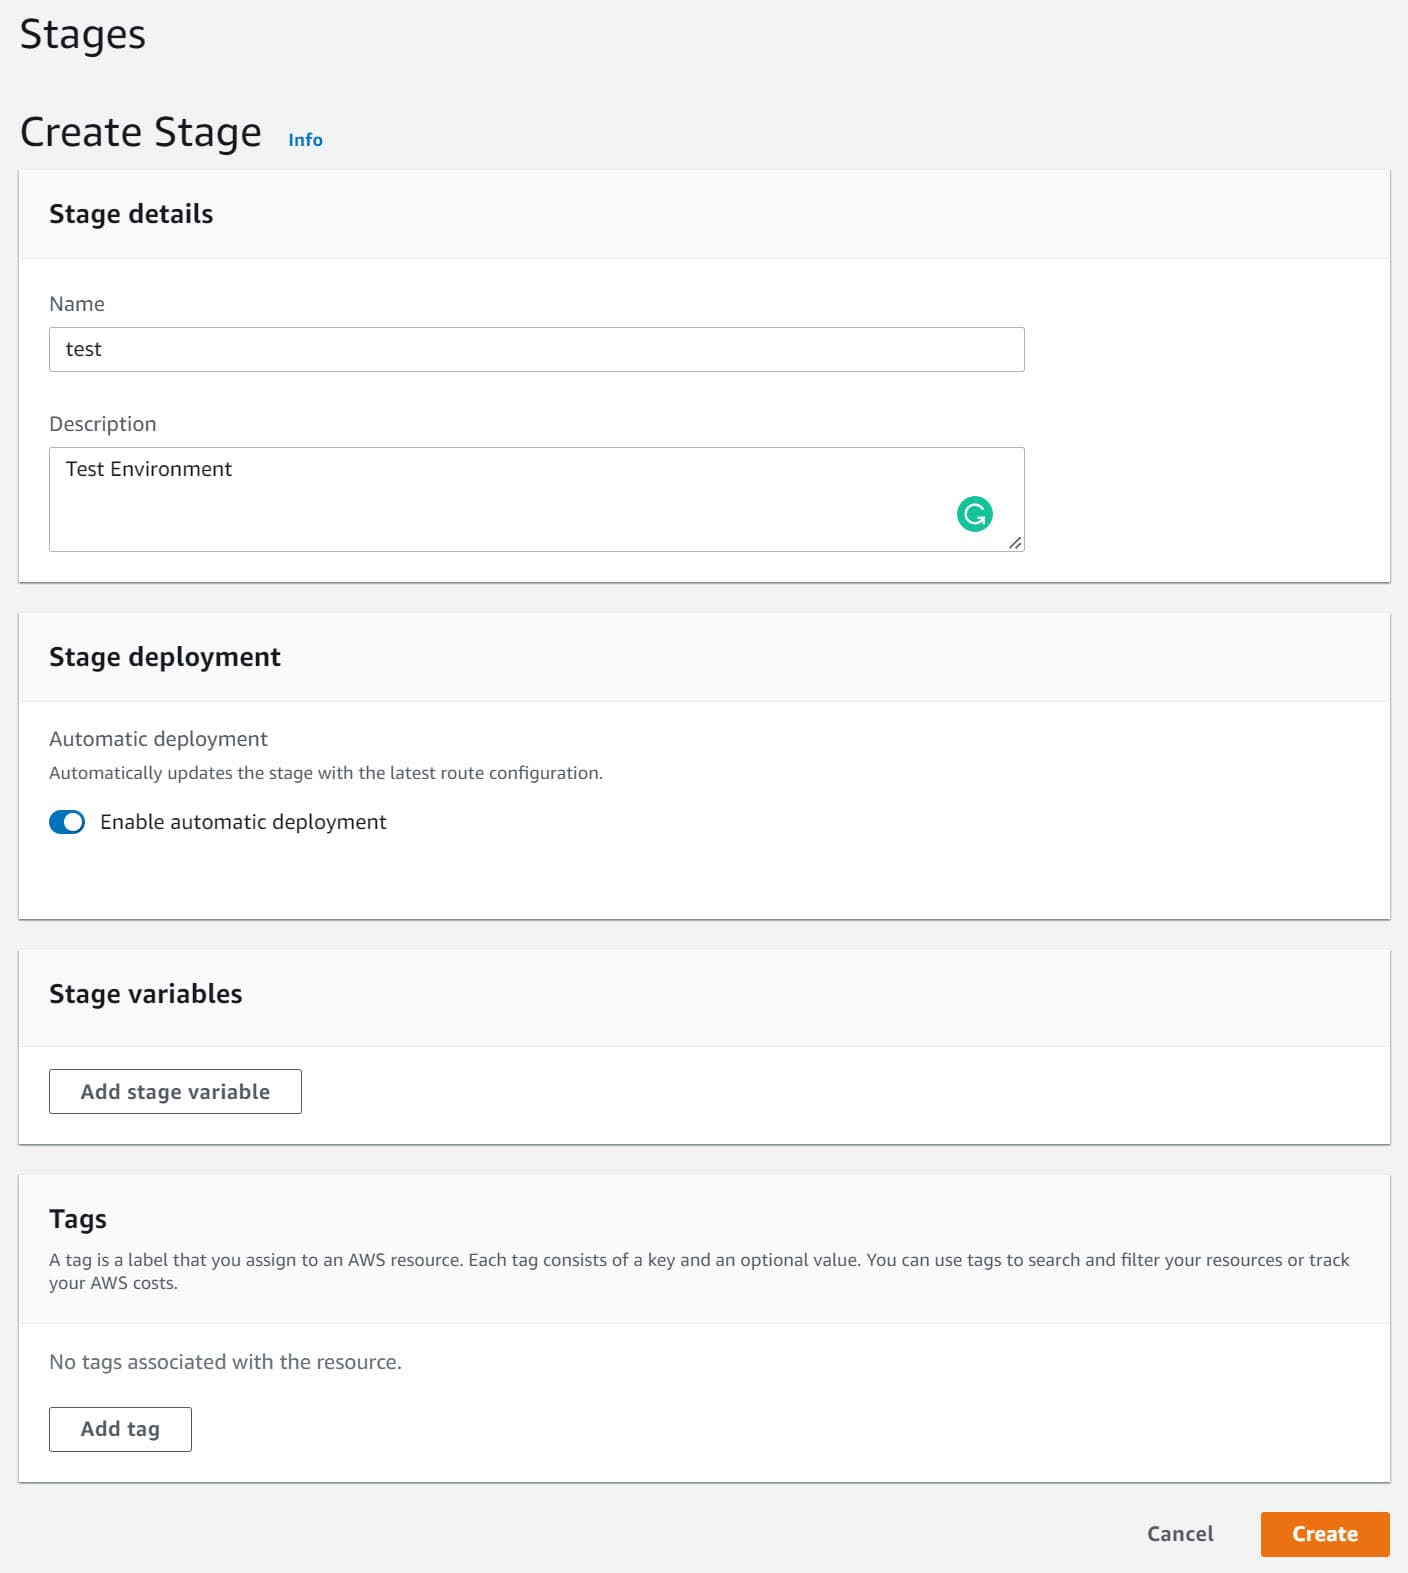 Stages
Create Stage Info
Stage details
Name
test
Description
Test Environment
Stage deployment
Automatic deployment
Automatically updates the stage with the latest route configuration.
Enable automatic deployment
Stage variables
Add stage variable
Tags
A tag is a label that you assign to an AWS resource. Each tag consists of a key and an optional value. You can use tags to search and filter your resources or track
your AWS costs.
No tags associated with the resource.
Add tag
Cancel Create